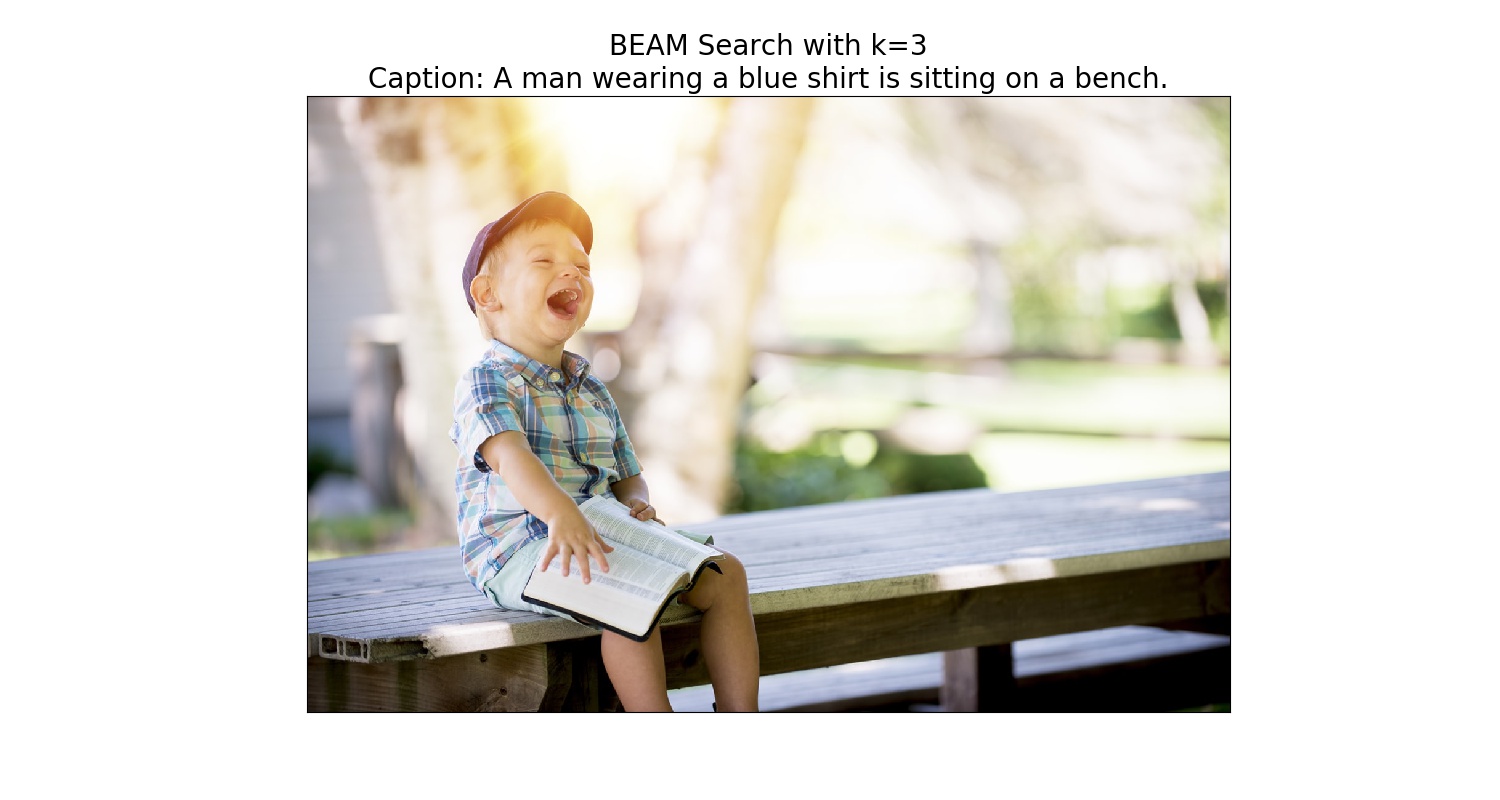 BEAM Search with k=3
Caption: A man wearing a blue shirt is sitting on a bench.